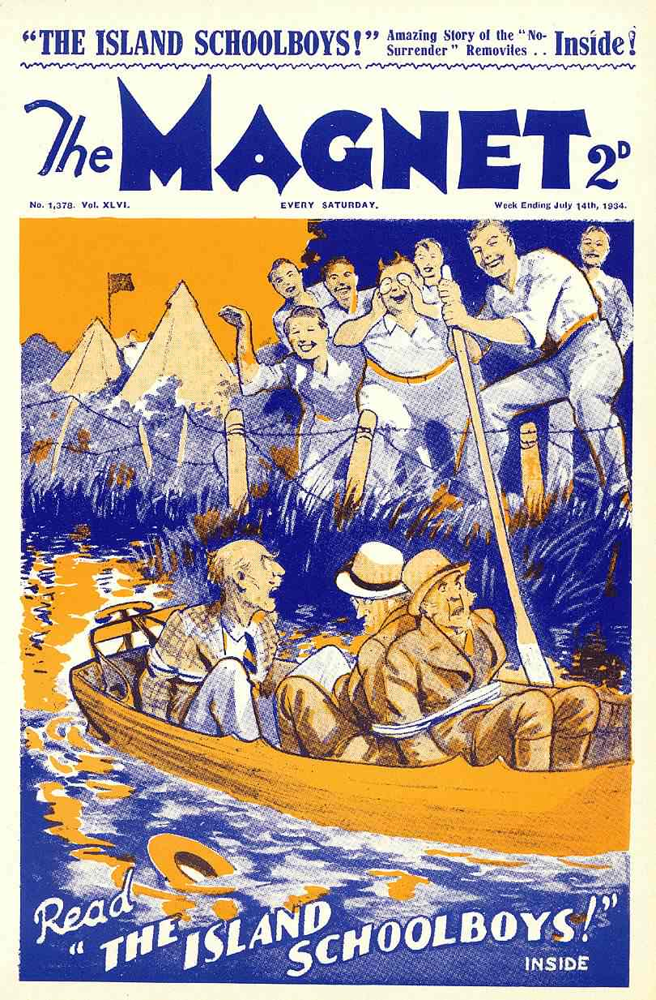 "THE ISLAND SCHOOLBOYS!" Amazing Story of the "No-
Surrender" Removites . . Inside!
The MAGNET 2D
No. 1,378. Vol. XLVI. EVERY SATURDAY. Week Ending July 14th, 1934.
Read
"THE ISLAND
SCHOOLBOYS!"
INSIDE